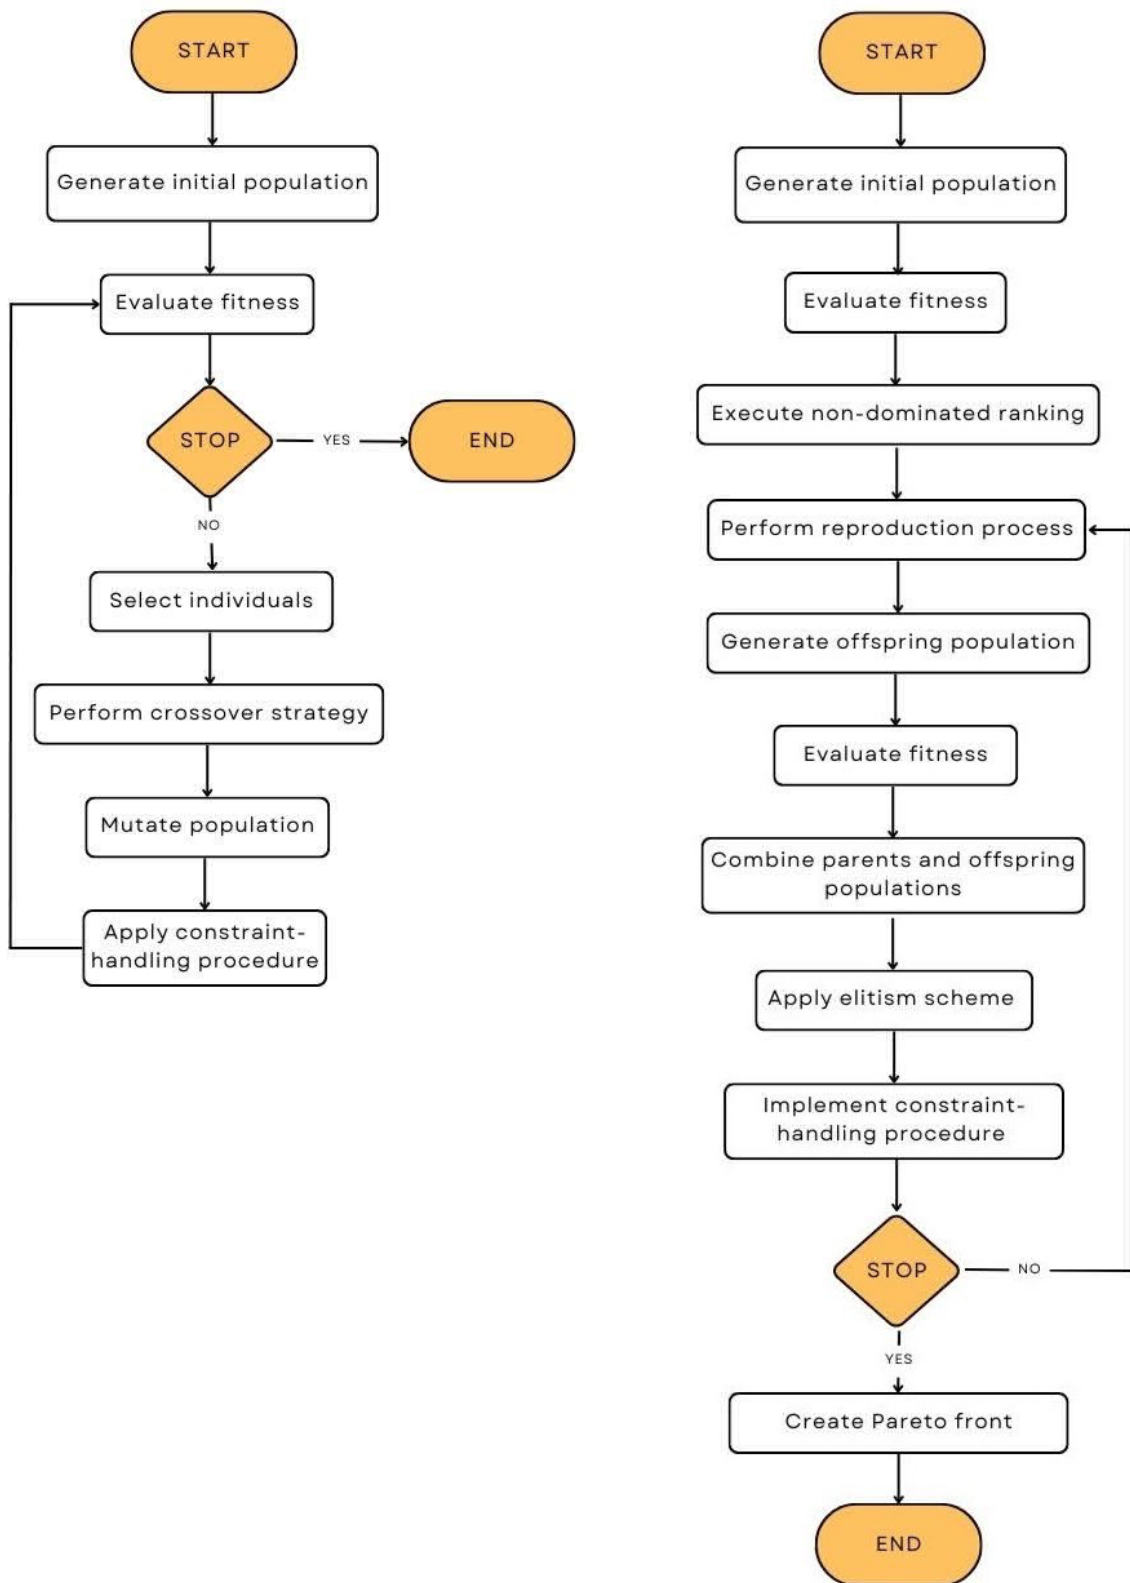 START
Generate initial population
Evaluate fitness
STOP
YES
END
NO
Select individuals
Perform crossover strategy
Mutate population
Apply constraint-
handling procedure
START
Generate initial population
Evaluate fitness
Execute non-dominated ranking
Perform reproduction process
Generate offspring population
Evaluate fitness
Combine parents and offspring
populations
Apply elitism scheme
Implement constraint-
handling procedure
STOP
NO
YES
Create Pareto front
END